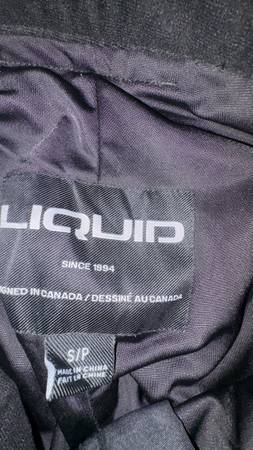 LIQUID
SINCE 1994
IGNED IN CANADA / DESSINÉ AU CANADA
S/P
MADE IN CHINA
FAIT EN CHINE